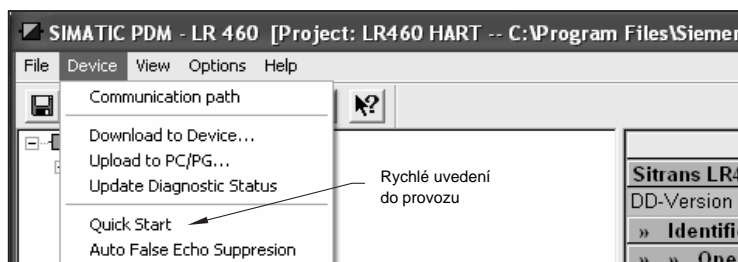 SIMATIC PDM - LR 460 [Project: LR460 HART -- C:\Program Files\Siemen
File Device View Options Help
Communication path
Download to Device...
Upload to PC/PG...
Update Diagnostic Status
Quick Start
Auto False Echo Suppresion
Rychlé uvedení
do provozu
Sitrans LR4
DD-Version
» Identifi
» » Ope